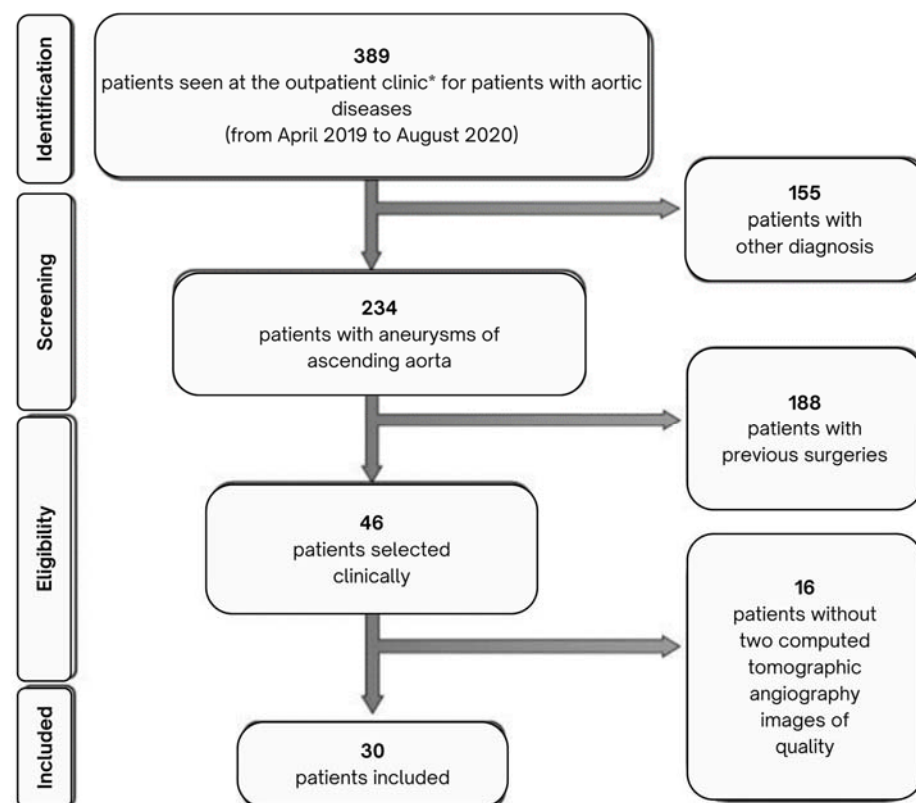 Identification
389
patients seen at the outpatient clinic* for patients with aortic
diseases
(from April 2019 to August 2020)
155
patients with
other diagnosis
Screening
234
patients with aneurysms of
ascending aorta
188
patients with
previous surgeries
Eligibility
46
patients selected
clinically
16
patients without
two computed
tomographic
angiography
images of
quality
Included
30
patients included